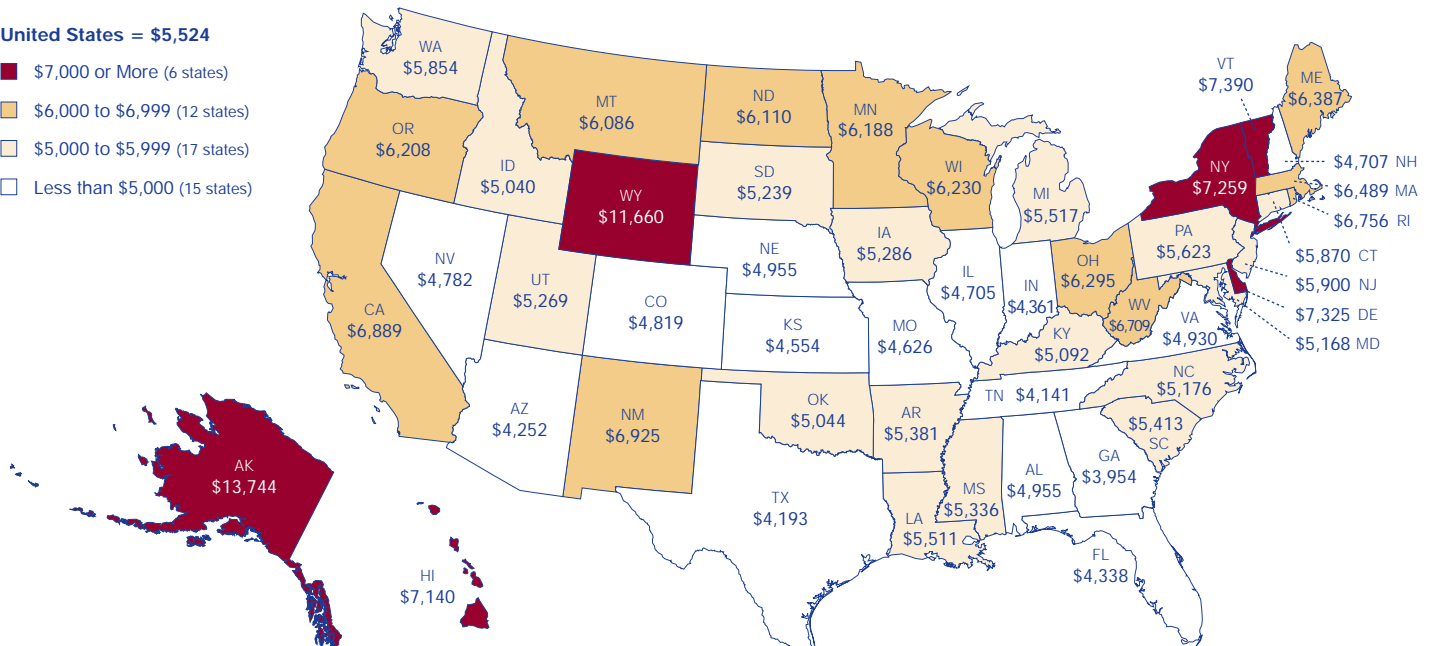 United States = $5,524
$7,000 or More (6 states)
$6,000 to $6,999 (12 states)
$5,000 to $5,999 (17 states)
Less than $5,000 (15 states)
WA
$5,854
OR
$6,208
CA
$6,889
ID
$5,040
NV
$4,782
MT
$6,086
WY
$11,660
UT
$5,269
AZ
$4,252
CO
$4,819
NM
$6,925
ND
$6,110
SD
$5,239
NE
$4,955
KS
$4,554
OK
$5,044
TX
$4,193
MN
$6,188
IA
$5,286
MO
$4,626
AR
$5,381
LA
$5,511
WI
$6,230
IL
$4,705
MI
$5,517
IN
$4,361
OH
$6,295
KY
$5,092
TN $4,141
MS
$5,336
AL
$4,955
GA
$3,954
FL
$4,338
$5,413
SC
NC
$5,176
VA
$4,930
WV
$6,709
PA
$5,623
NY
$7,259
VT
$7,390
ME
$6,387
$4,707 NH
$6,489 MA
$6,756 RI
$5,870 CT
$5,900 NJ
$7,325 DE
$5,168 MD
AK
$13,744
HI
$7,140